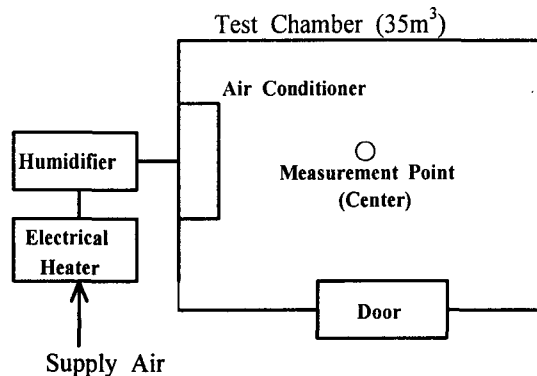 Test Chamber (35m³)
Air Conditioner
Humidifier
Measurement Point
(Center)
Electrical
Heater
Door
Supply Air